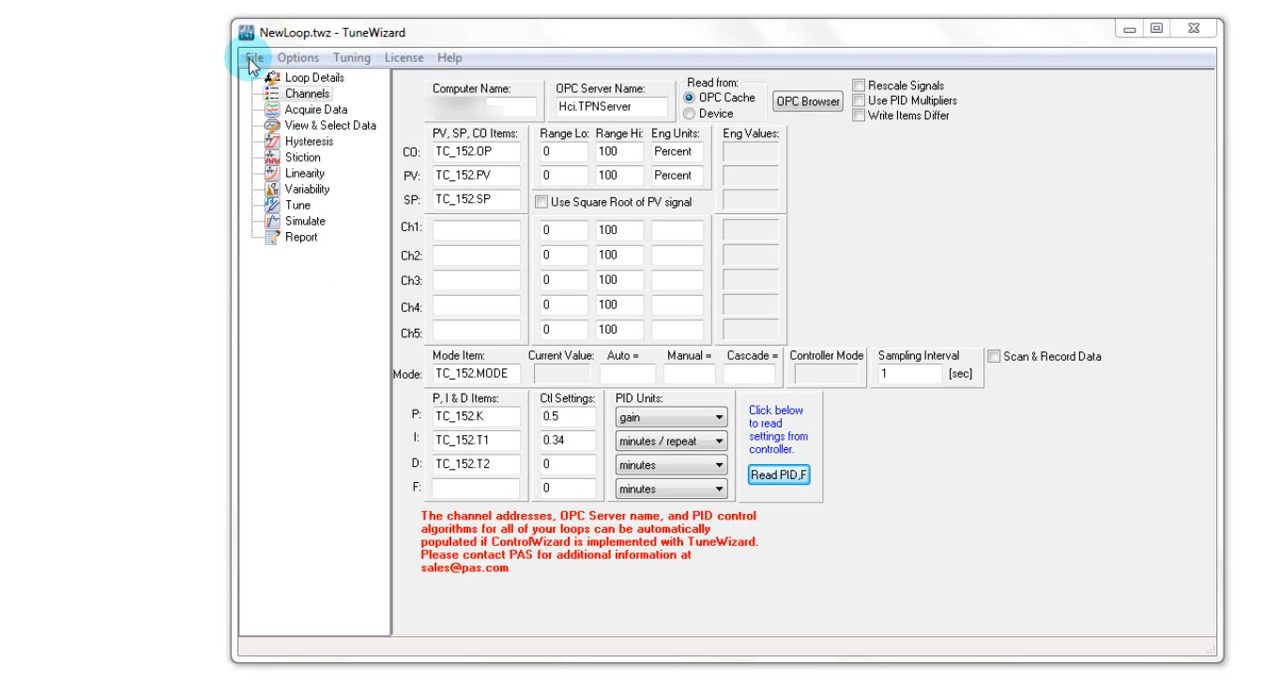 NewLoop.twz - TuneWizard
File Options Tuning License Help
Loop Details
Channels
Acquire Data
View & Select Data
Hysteresis
Stiction
Linearity
Variability
Tune
Simulate
Report
Computer Name: OPC Server Name: Read from:
Hci.TPNServer OPC Cache OPC Browser
Device
Rescale Signals
Use PID Multipliers
Write Items Differ
PV, SP, CO Items: Range Lo: Range Hi: Eng Units: Eng Values:
CO: TC_152.OP 0 100 Percent
PV: TC_152.PV 0 100 Percent
SP: TC_152.SP Use Square Root of PV signal
Ch1: 0 100
Ch2: 0 100
Ch3: 0 100
Ch4: 0 100
Ch5: 0 100
Mode Item: Current Value: Auto = Manual = Cascade = Controller Mode Sampling Interval Scan & Record Data
Mode: TC_152.MODE 1 [sec]
P, I & D Items: Ctl Settings: PID Units:
P: TC_152.K 0.5 gain
I: TC_152.T1 0.34 minutes / repeat
D: TC_152.T2 0 minutes
F: 0 minutes
Click below
to read
settings from
controller.
Read PID,F
The channel addresses, OPC Server name, and PID control
algorithms for all of your loops can be automatically
populated if ControlWizard is implemented with TuneWizard.
Please contact PAS for additional information at
sales@pas.com